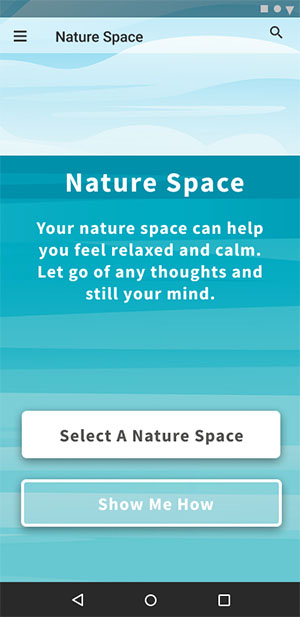 Nature Space
Nature Space
Your nature space can help
you feel relaxed and calm.
Let go of any thoughts and
still your mind.
Select A Nature Space
Show Me How